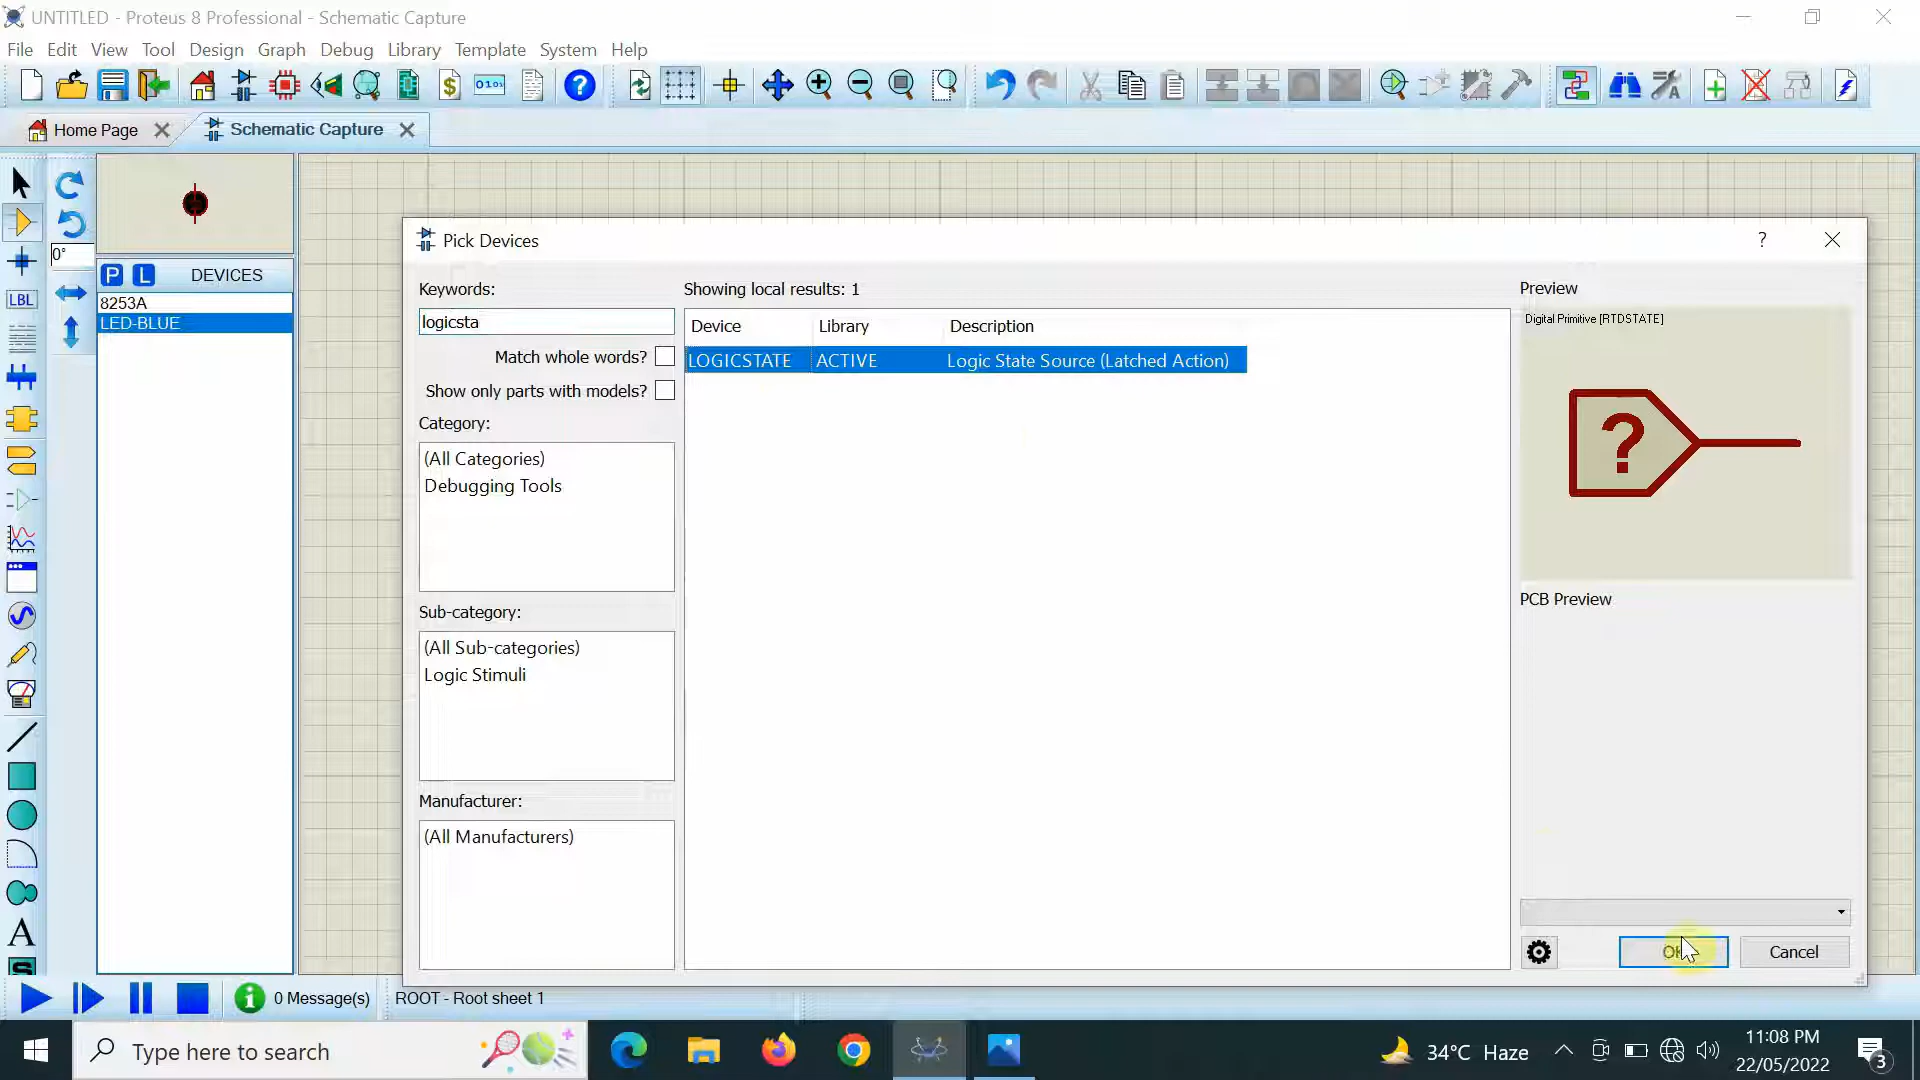 UNTITLED - Proteus 8 Professional - Schematic Capture
File Edit View Tool Design Graph Debug Library Template System Help
$ 0101 ?
Home Page Schematic Capture
0°
P L DEVICES
8253A
LED-BLUE
LBL
A
S
Pick Devices ?
Keywords:
logicsta
Match whole words?
Show only parts with models?
Category:
(All Categories)
Debugging Tools
Sub-category:
(All Sub-categories)
Logic Stimuli
Manufacturer:
(All Manufacturers)
Showing local results: 1
Device Library Description
LOGICSTATE ACTIVE Logic State Source (Latched Action)
Preview
Digital Primitive [RTDSTATE]
?
PCB Preview
OK Cancel
0 Message(s) ROOT - Root sheet 1
Type here to search
34°C Haze
11:08 PM
22/05/2022
3